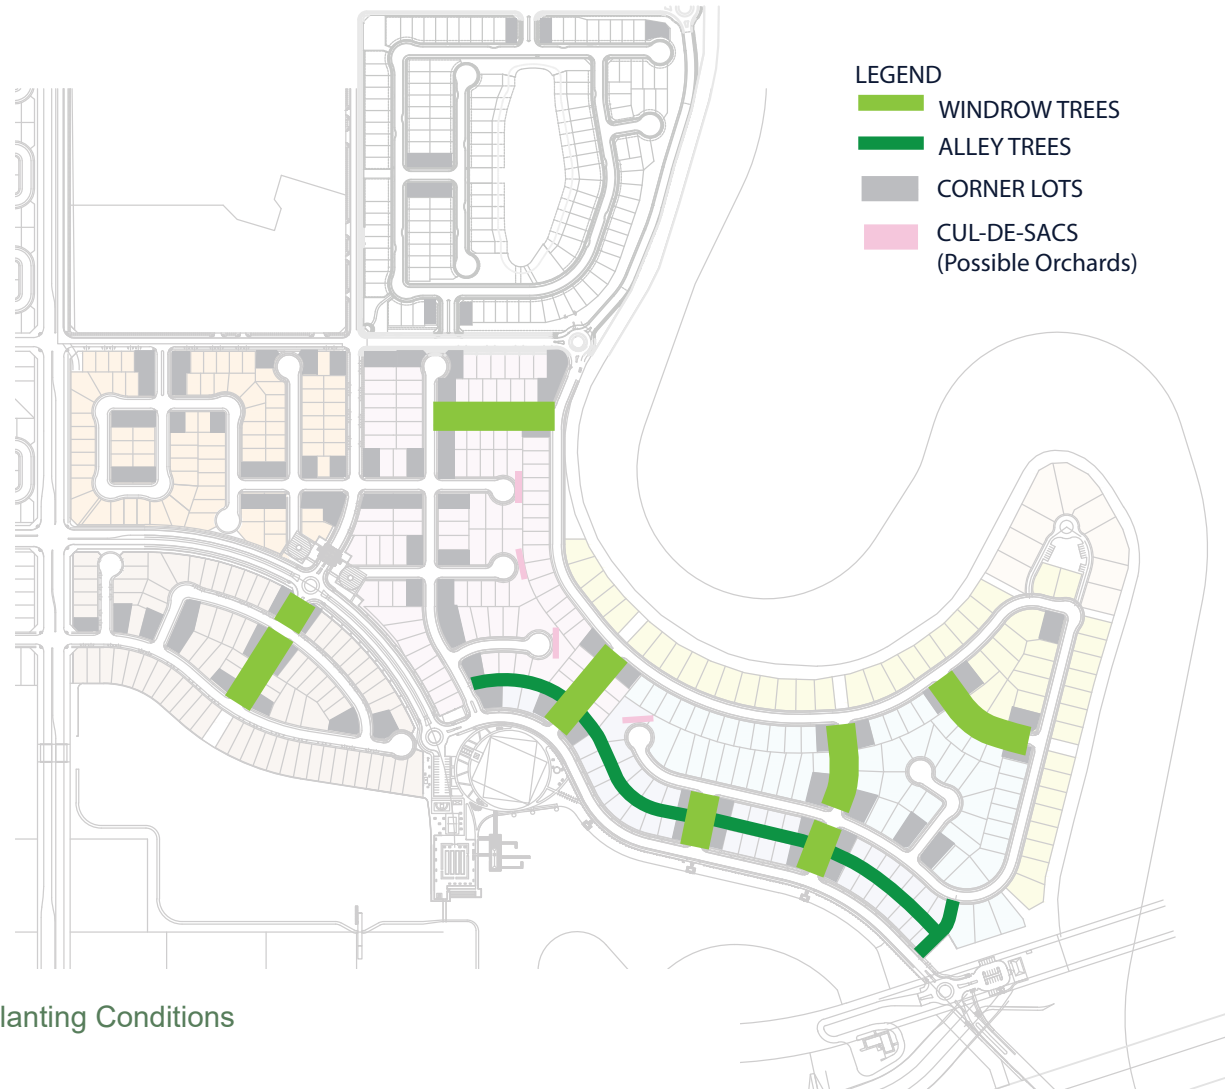 LEGEND
WINDROW TREES
ALLEY TREES
CORNER LOTS
CUL-DE-SACS
(Possible Orchards)
lanting Conditions